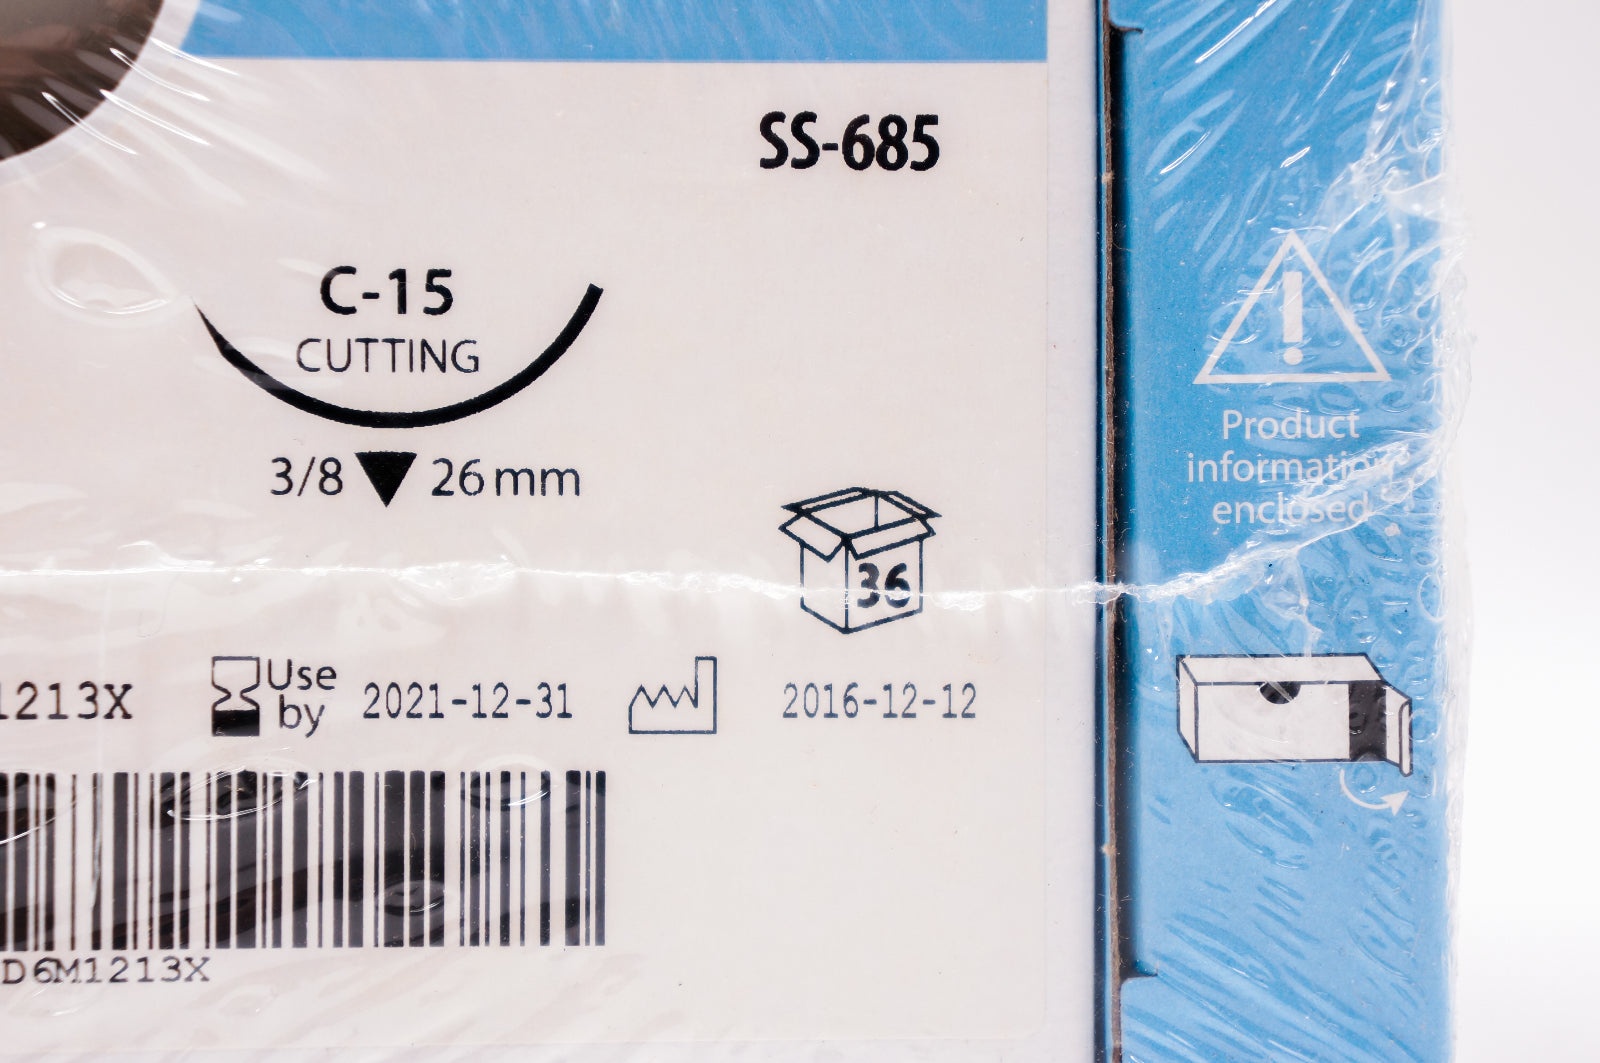 SS-685
C-15
CUTTING
3/8 26 mm
36
Product
information
enclosed
1213X
Use
by
2021-12-31
2016-12-12
D6M1213X